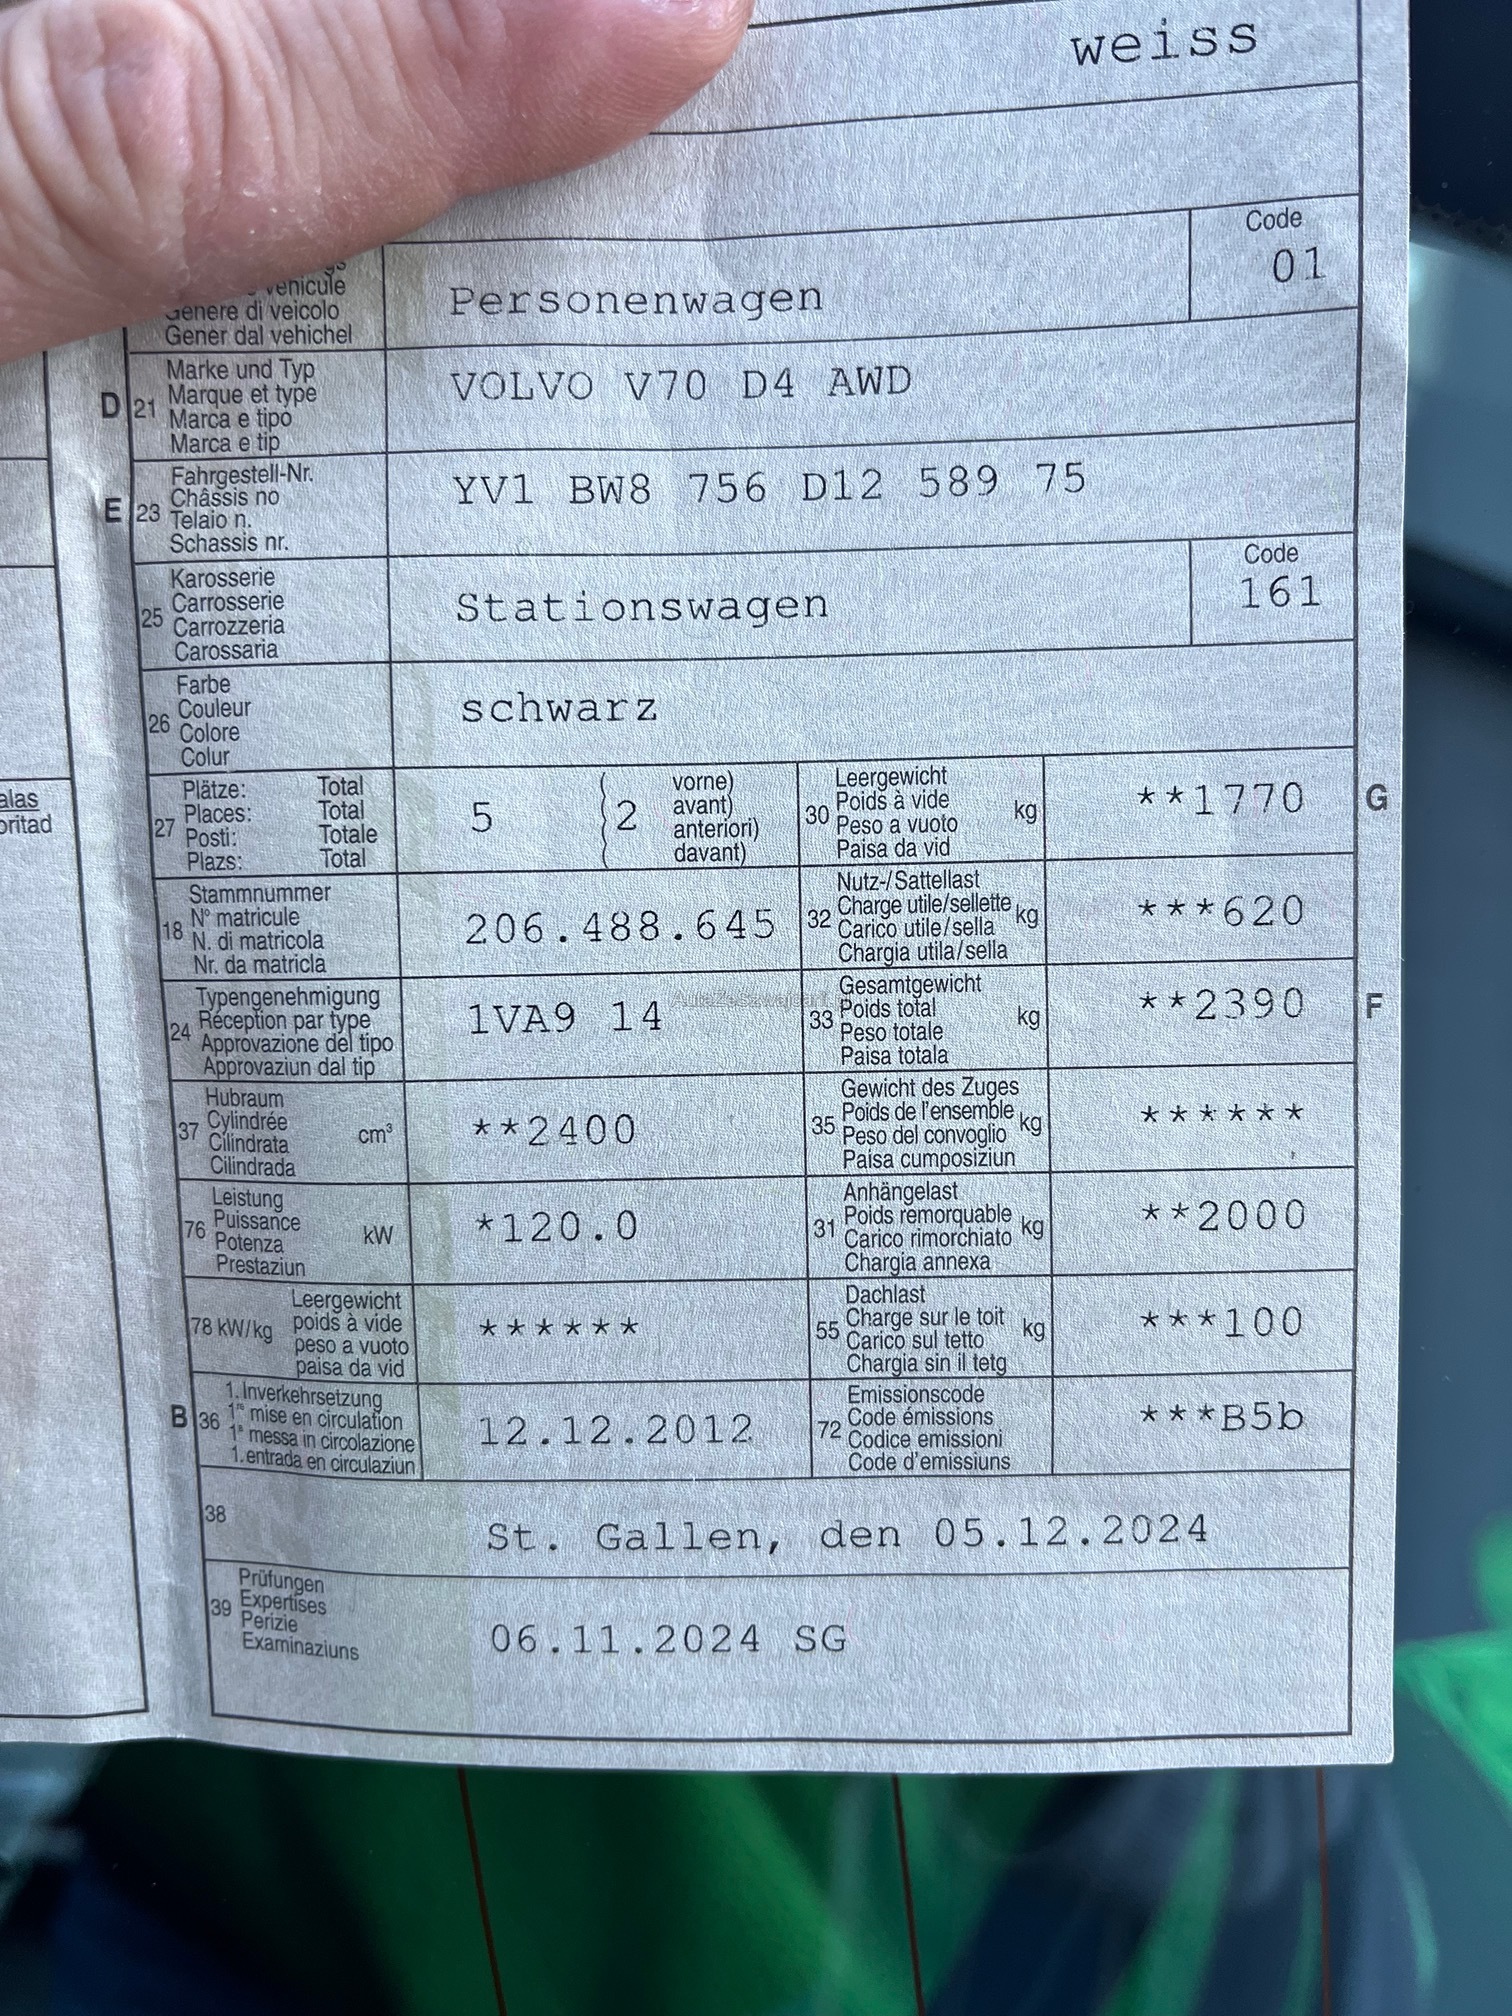 weiss
Code
01
vehicule
Genere di veicolo
Gener dal vehichel
Personenwagen
D 21
Marke und Typ
Marque et type
Marca e tipo
Marca e tip
VOLVO V70 D4 AWD
E 23
Fahrgestell-Nr.
Châssis no
Telaio n.
Schassis nr.
YV1 BW8 756 D12 589 75
25
Karosserie
Carrosserie
Carrozzeria
Carossaria
Stationswagen
Code
161
26
Farbe
Couleur
Colore
Colur
schwarz
alas
oritad
27
Plätze: Total
Places: Total
Posti: Totale
Plazs: Total
5 ( 2
vorne)
avant)
anteriori)
davant)
30
Leergewicht
Poids à vide
Peso a vuoto
Paisa da vid
kg
**1770
G
18
Stammnummer
N° matricule
N. di matricola
Nr. da matricla
206.488.645
32
Nutz-/Sattellast
Charge utile/sellette
Carico utile/sella
Chargia utila/sella
kg
***620
24
Typengenehmigung
Réception par type
Approvazione del tipo
Approvaziun dal tip
1VA9 14
33
Gesamtgewicht
Poids total
Peso totale
Paisa totala
kg
**2390
F
37
Hubraum
Cylindrée
Cilindrata
Cilindrada
cm³
**2400
35
Gewicht des Zuges
Poids de l'ensemble
Peso del convoglio
Paisa cumposiziun
kg
******
76
Leistung
Puissance
Potenza
Prestaziun
kW
*120.0
31
Anhängelast
Poids remorquable
Carico rimorchiato
Chargia annexa
kg
**2000
78 kW/kg
Leergewicht
poids à vide
peso a vuoto
paisa da vid
******
55
Dachlast
Charge sur le toit
Carico sul tetto
Chargia sin il tetg
kg
***100
B 36
1. Inverkehrsetzung
1re mise en circulation
1a messa in circolazione
1. entrada en circulaziun
12.12.2012
72
Emissionscode
Code émissions
Codice emissioni
Code d'emissiuns
***B5b
38
St. Gallen, den 05.12.2024
39
Prüfungen
Expertises
Perizie
Examinaziuns
06.11.2024 SG